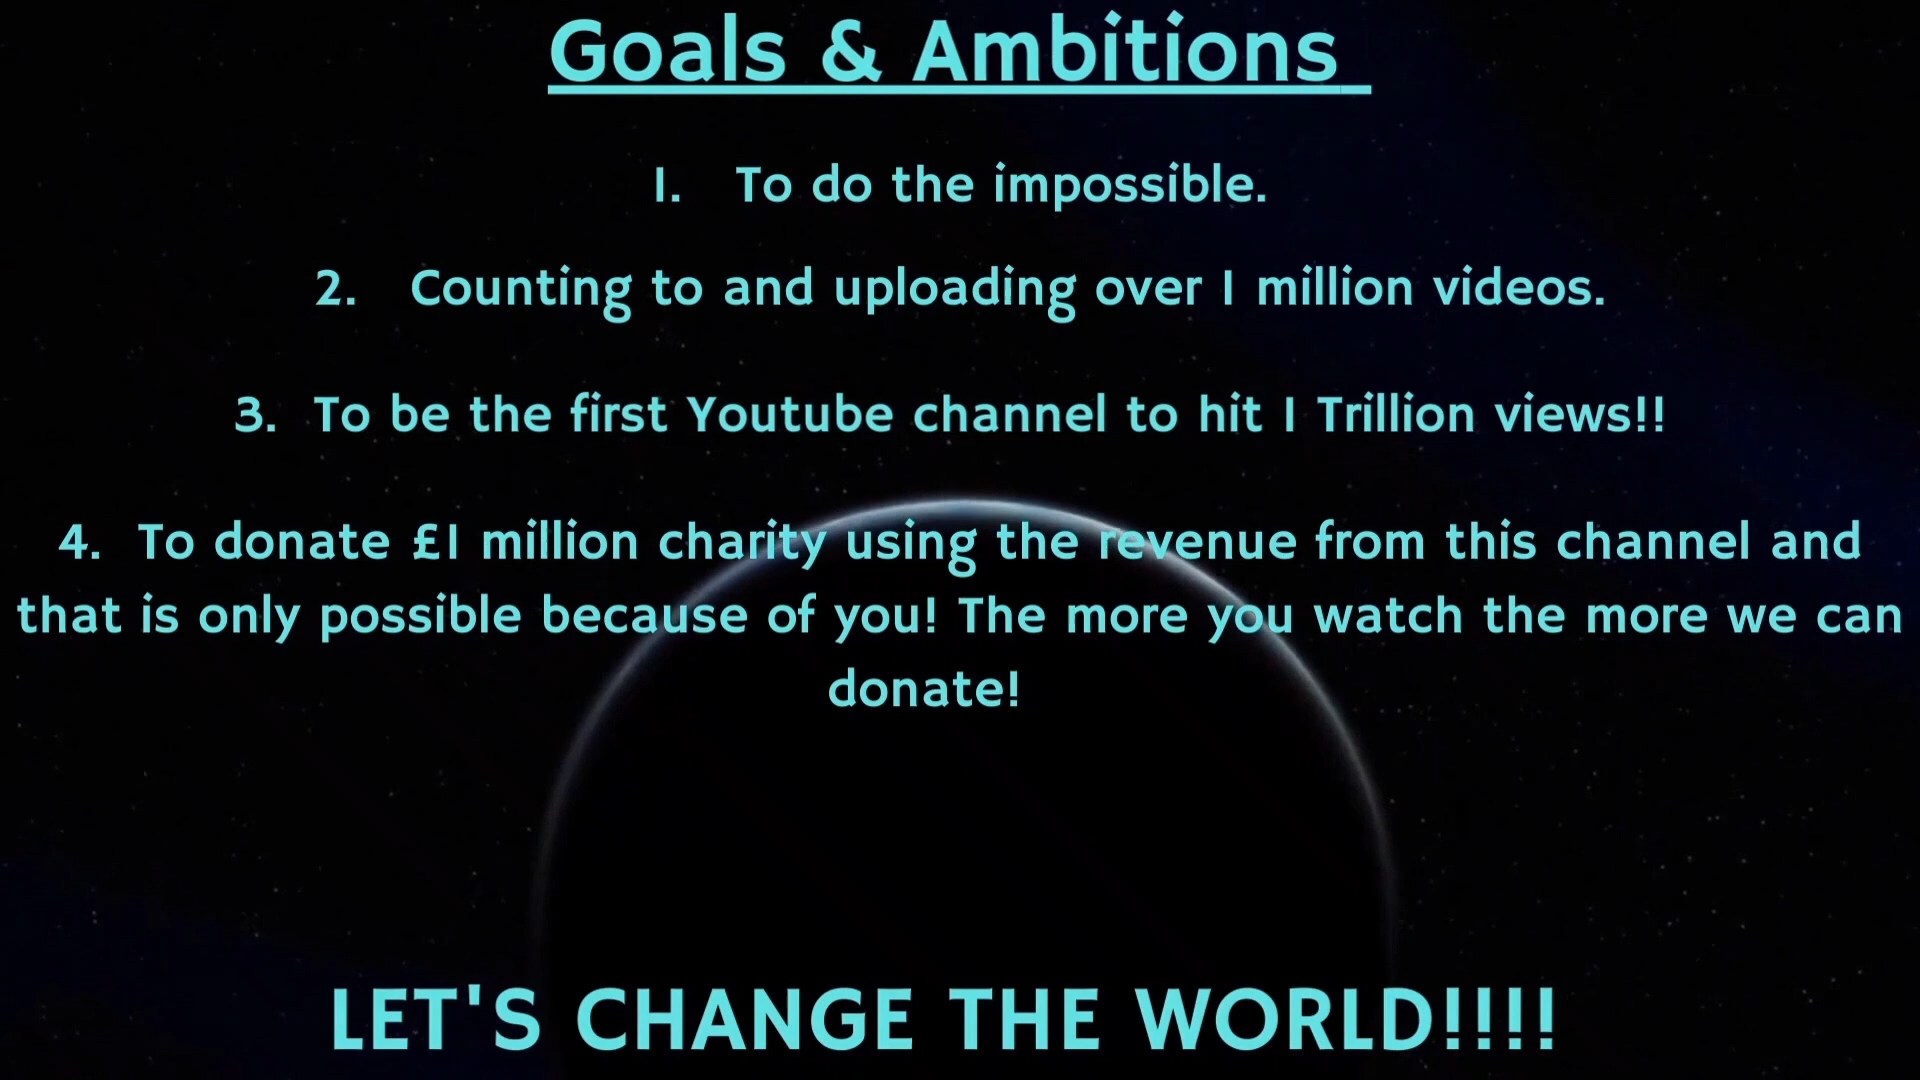 Goals & Ambitions
1. To do the impossible.
2. Counting to and uploading over 1 million videos.
3. To be the first Youtube channel to hit 1 Trillion views!!
4. To donate £1 million charity using the revenue from this channel and
that is only possible because of you! The more you watch the more we can
donate!
LET'S CHANGE THE WORLD!!!!